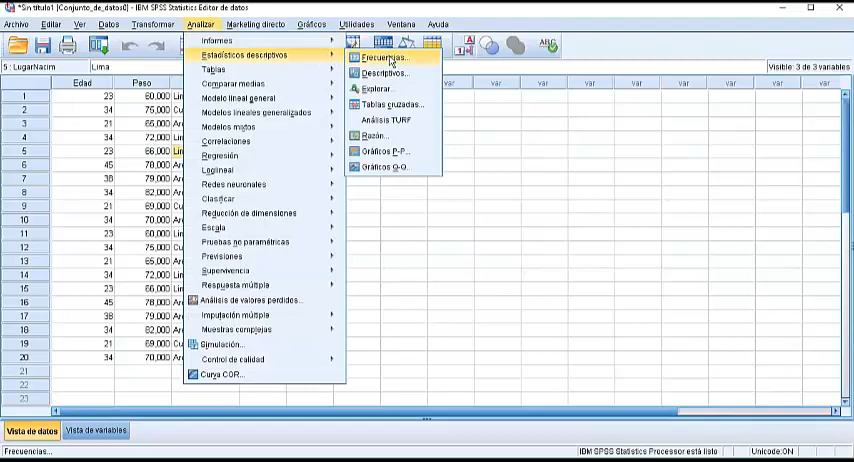 *Sin título1 [Conjunto_de_datos0] - IBM SPSS Statistics Editor de datos
Archivo Editar Ver Datos Transformar Analizar Marketing directo Gráficos Utilidades Ventana Ayuda
5 : LugarNacim Lima Visible: 3 de 3 variables
Edad Peso var var var var var var var
1 23 60,000 Lim
2 34 75,000 Cu
3 21 65,000 Ar
4 34 72,000 Lim
5 23 66,000 Lim
6 45 78,000 Ar
7 38 79,000 Ar
8 34 82,000 Ar
9 21 69,000 Cu
10 34 70,000 Ar
11 23 60,000 Lim
12 34 75,000 Cu
13 21 65,000 Ar
14 34 72,000 Lim
15 23 66,000 Lim
16 45 78,000 Ar
17 38 79,000 Ar
18 34 82,000 Ar
19 21 69,000 Cu
20 34 70,000 Ar
21
22
23
Informes
Estadísticos descriptivos
Tablas
Comparar medias
Modelo lineal general
Modelos lineales generalizados
Modelos mixtos
Correlaciones
Regresión
Loglineal
Redes neuronales
Clasificar
Reducción de dimensiones
Escala
Pruebas no paramétricas
Previsiones
Supervivencia
Respuesta múltiple
Análisis de valores perdidos...
Imputación múltiple
Muestras complejas
Simulación...
Control de calidad
Curva COR...
Frecuencias...
Descriptivos...
Explorar...
Tablas cruzadas...
Análisis TURF
Razón...
Gráficos P-P...
Gráficos Q-Q...
Vista de datos Vista de variables
Frecuencias... IBM SPSS Statistics Processor está listo Unicode:ON